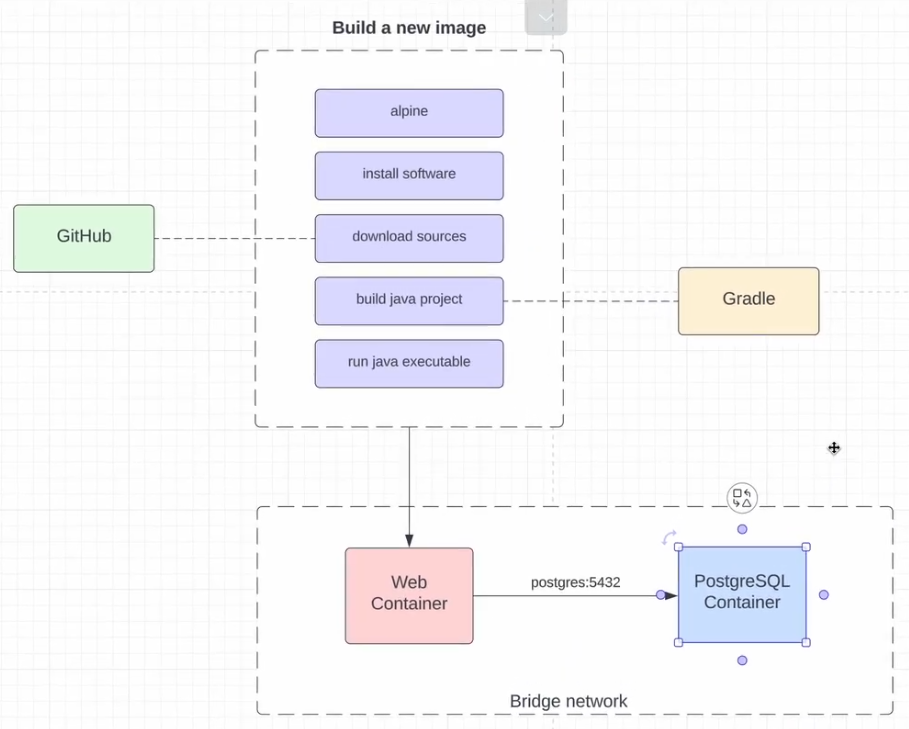 Build a new image
alpine
install software
GitHub
download sources
build java project
Gradle
run java executable
Web
Container
postgres:5432
PostgreSQL
Container
Bridge network